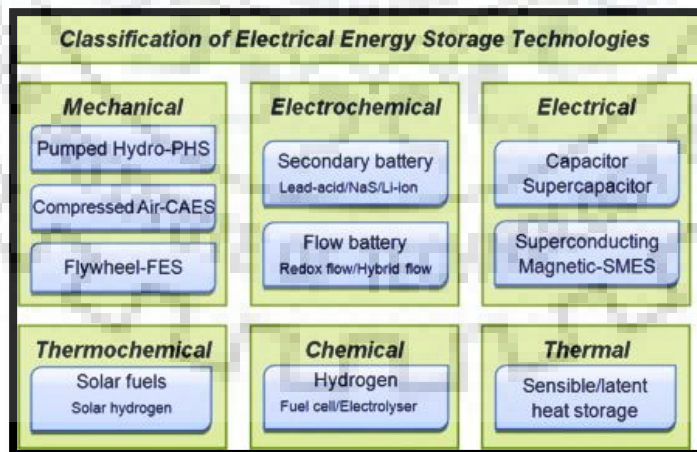 Classification of Electrical Energy Storage Technologies
Mechanical
Pumped Hydro-PHS
Compressed Air-CAES
Flywheel-FES
Electrochemical
Secondary battery
Lead-acid/NaS/Li-ion
Flow battery
Redox flow/Hybrid flow
Electrical
Capacitor
Supercapacitor
Superconducting
Magnetic-SMES
Thermochemical
Solar fuels
Solar hydrogen
Chemical
Hydrogen
Fuel cell/Electrolyser
Thermal
Sensible/latent
heat storage